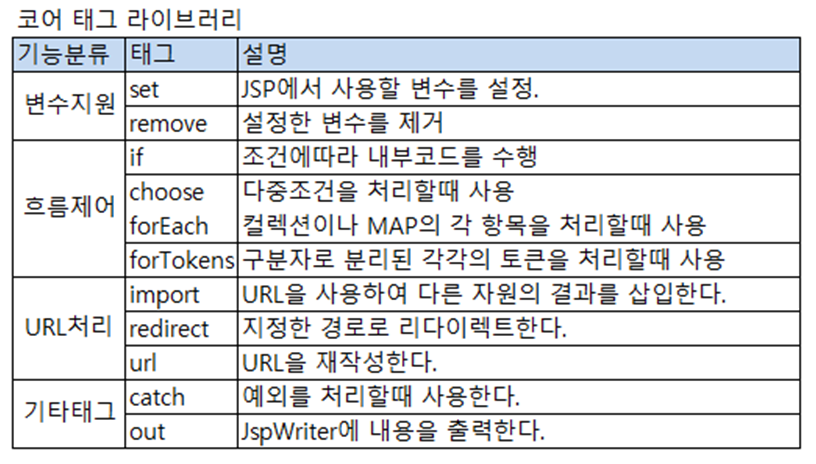 코어 태그 라이브러리
기능분류 태그 설명
변수지원 set JSP에서 사용할 변수를 설정.
remove 설정한 변수를 제거
흐름제어 if 조건에따라 내부코드를 수행
choose 다중조건을 처리할때 사용
forEach 컬렉션이나 MAP의 각 항목을 처리할때 사용
forTokens 구분자로 분리된 각각의 토큰을 처리할때 사용
URL처리 import URL을 사용하여 다른 자원의 결과를 삽입한다.
redirect 지정한 경로로 리다이렉트한다.
url URL을 재작성한다.
기타태그 catch 예외를 처리할때 사용한다.
out JspWriter에 내용을 출력한다.